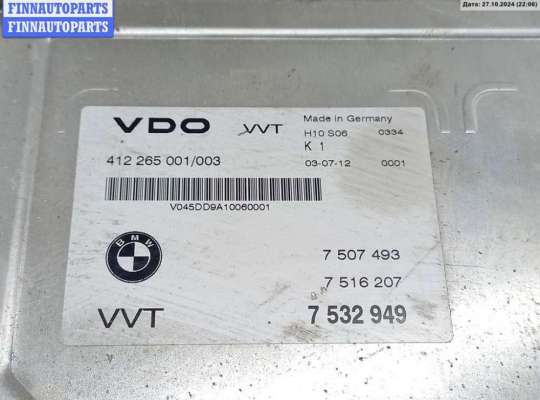 FINNAUTOPARTS
FINNAUTOPARTS
Дата: 27.10.2024 (22:06)
VDO VVT
Made in Germany
H10 S06 0334
K 1
412 265 001/003
03-07-12 0001
V045DD9A10060001
BMW
7 507 493
7 516 207
VVT 7 532 949